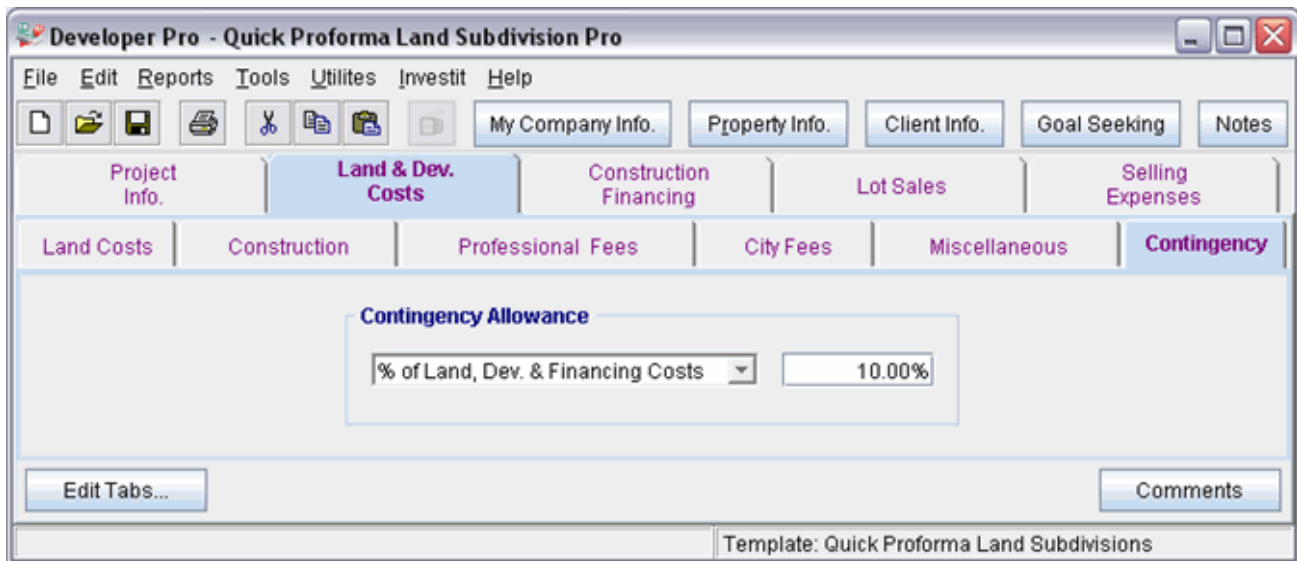 Developer Pro - Quick Proforma Land Subdivision Pro
File Edit Reports Tools Utilites Investit Help
My Company Info. Property Info. Client Info. Goal Seeking Notes
Project Info.
Land & Dev. Costs
Construction Financing
Lot Sales
Selling Expenses
Land Costs Construction Professional Fees City Fees Miscellaneous Contingency
Contingency Allowance
% of Land, Dev. & Financing Costs 10.00%
Edit Tabs... Comments
Template: Quick Proforma Land Subdivisions